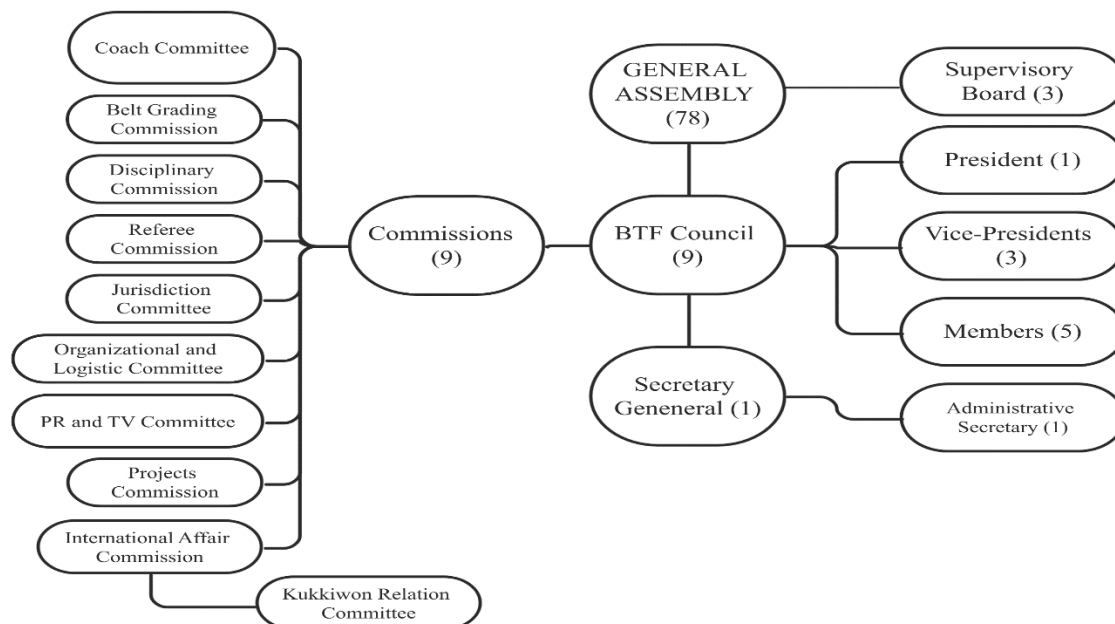 Coach Committee
Belt Grading
Commission
Disciplinary
Commission
Referee
Commission
Jurisdiction
Committee
Organizational and
Logistic Committee
PR and TV Committee
Projects
Commission
International Affair
Commission
Kukkiwon Relation
Committee
Commissions
(9)
GENERAL
ASSEMBLY
(78)
BTF Council
(9)
Secretary
Geneneral (1)
Supervisory
Board (3)
President (1)
Vice-Presidents
(3)
Members (5)
Administrative
Secretary (1)